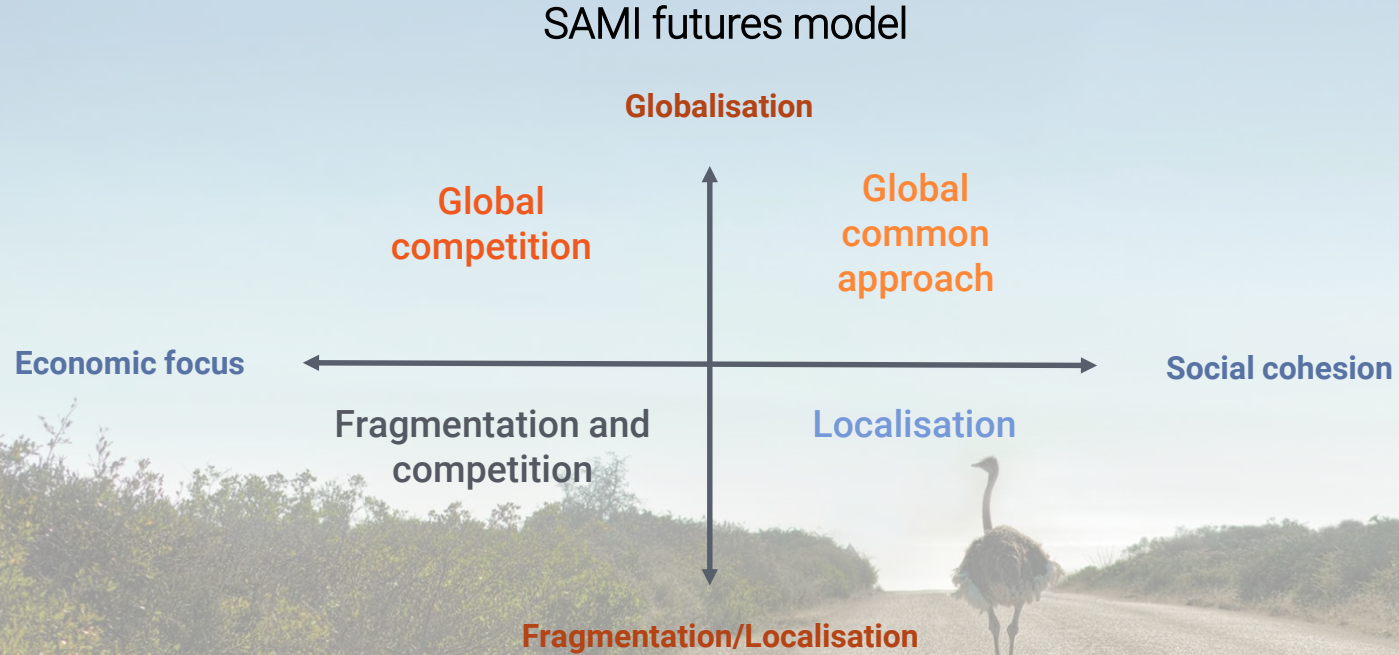 SAMI futures model
Globalisation
Global
competition
Global
common
approach
Economic focus
Social cohesion
Fragmentation and
competition
Localisation
Fragmentation/Localisation